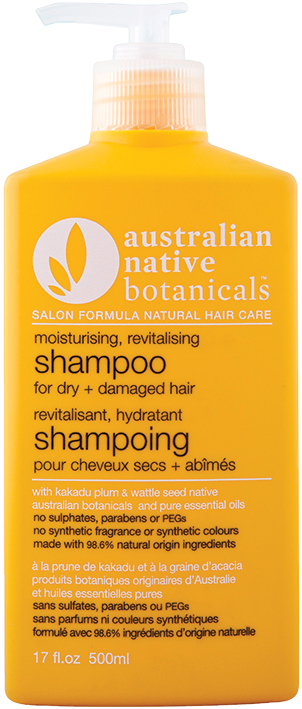 australian
native
botanicals™
SALON FORMULA NATURAL HAIR CARE
moisturising, revitalising
shampoo
for dry + damaged hair
revitalisant, hydratant
shampoing
pour cheveux secs + abîmés
with kakadu plum & wattle seed native
australian botanicals and pure essential oils
no sulphates, parabens or PEGs
no synthetic fragrance or synthetic colours
made with 98.6% natural origin ingredients
à la prune de kakadu et à la graine d'acacia
produits botaniques originaires d'Australie
et huiles essentielles pures
sans sulfates, parabens ou PEGs
sans parfums ni couleurs synthétiques
formulé avec 98.6% ingrédients d'origine naturelle
17 fl.oz 500ml